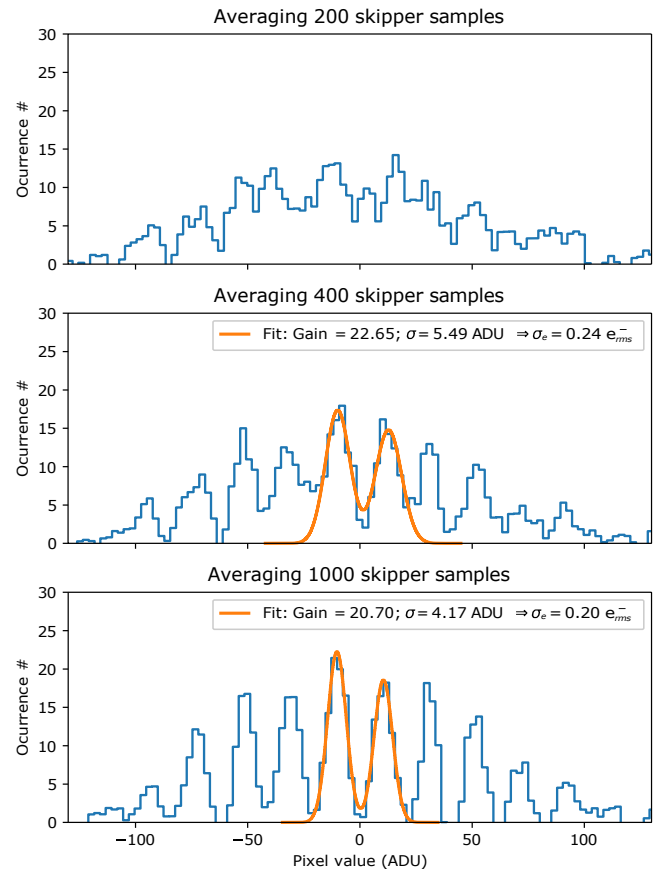 Averaging 200 skipper samples
30
25
20
15
10
5
0
Ocurrence #
Averaging 400 skipper samples
30
25
20
15
10
5
0
Ocurrence #
Fit: Gain = 22.65; σ = 5.49 ADU ⇒ σₑ = 0.24 e⁻rms
Averaging 1000 skipper samples
30
25
20
15
10
5
0
Ocurrence #
Fit: Gain = 20.70; σ = 4.17 ADU ⇒ σₑ = 0.20 e⁻rms
−100 −50 0 50 100
Pixel value (ADU)